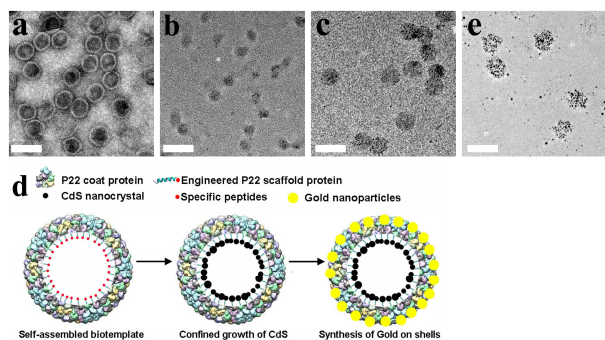 a
b
c
e
d
P22 coat protein
Engineered P22 scaffold protein
CdS nanocrystal
Specific peptides
Gold nanoparticles
Self-assembled biotemplate
Confined growth of CdS
Synthesis of Gold on shells